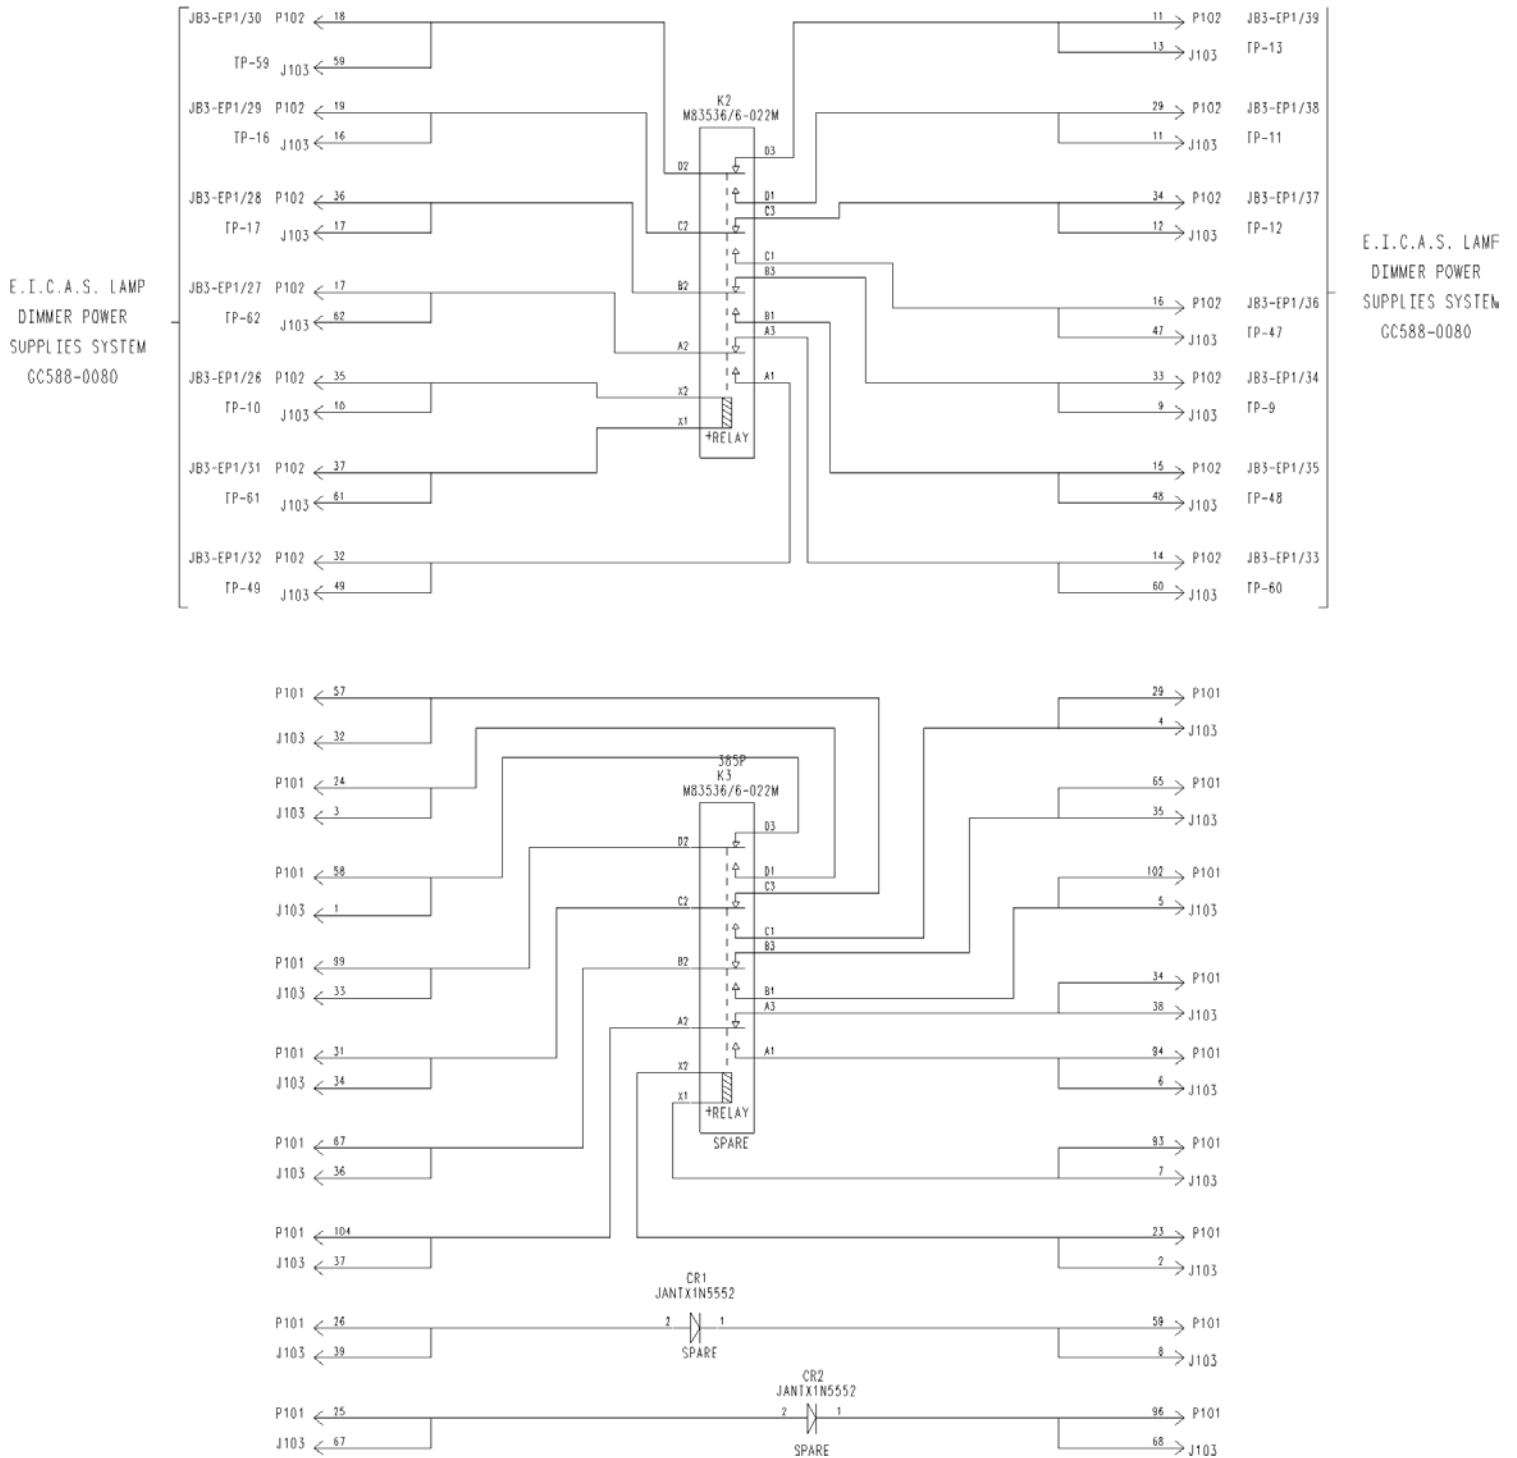 JB3-EP1/30 P102 18
TP-59 J103 59
JB3-EP1/29 P102 19
TP-16 J103 16
JB3-EP1/28 P102 36
TP-17 J103 17
JB3-EP1/27 P102 17
TP-62 J103 62
JB3-EP1/26 P102 35
TP-10 J103 10
JB3-EP1/31 P102 37
TP-61 J103 61
JB3-EP1/32 P102 32
TP-49 J103 49
E.I.C.A.S. LAMP
DIMMER POWER
SUPPLIES SYSTEM
GC588-0080
K2
M83536/6-022M
D3
D2
D1
C3
C2
C1
B3
B2
B1
A3
A2
A1
X2
X1
+RELAY
11 P102 JB3-EP1/39
13 J103 TP-13
29 P102 JB3-EP1/38
11 J103 TP-11
34 P102 JB3-EP1/37
12 J103 TP-12
16 P102 JB3-EP1/36
47 J103 TP-47
33 P102 JB3-EP1/34
9 J103 TP-9
15 P102 JB3-EP1/35
48 J103 TP-48
14 P102 JB3-EP1/33
60 J103 TP-60
E.I.C.A.S. LAMP
DIMMER POWER
SUPPLIES SYSTEM
GC588-0080
P101 57
J103 32
P101 24
J103 3
P101 58
J103 1
P101 99
J103 33
P101 31
J103 34
P101 67
J103 36
P101 104
J103 37
385P
K3
M83536/6-022M
D3
D2
D1
C3
C2
C1
B3
B2
B1
A3
A2
A1
X2
X1
+RELAY
SPARE
29 P101
4 J103
65 P101
35 J103
102 P101
5 J103
34 P101
38 J103
94 P101
6 J103
93 P101
7 J103
23 P101
2 J103
CR1
JANTX1N5552
P101 26 2 1 59 P101
J103 39 SPARE 8 J103
CR2
JANTX1N5552
P101 25 2 1 96 P101
J103 67 SPARE 68 J103